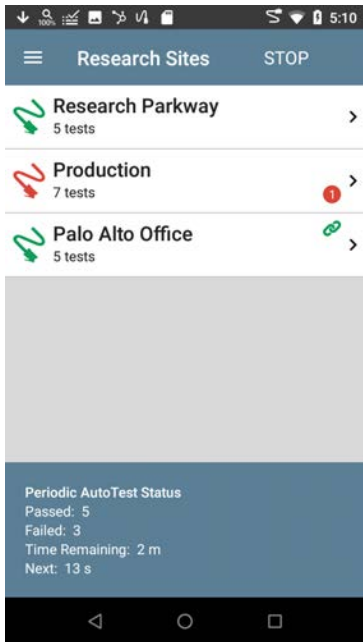 100%
5:10
Research Sites STOP
Research Parkway
5 tests
Production
7 tests
1
Palo Alto Office
5 tests
Periodic AutoTest Status
Passed: 5
Failed: 3
Time Remaining: 2 m
Next: 13 s